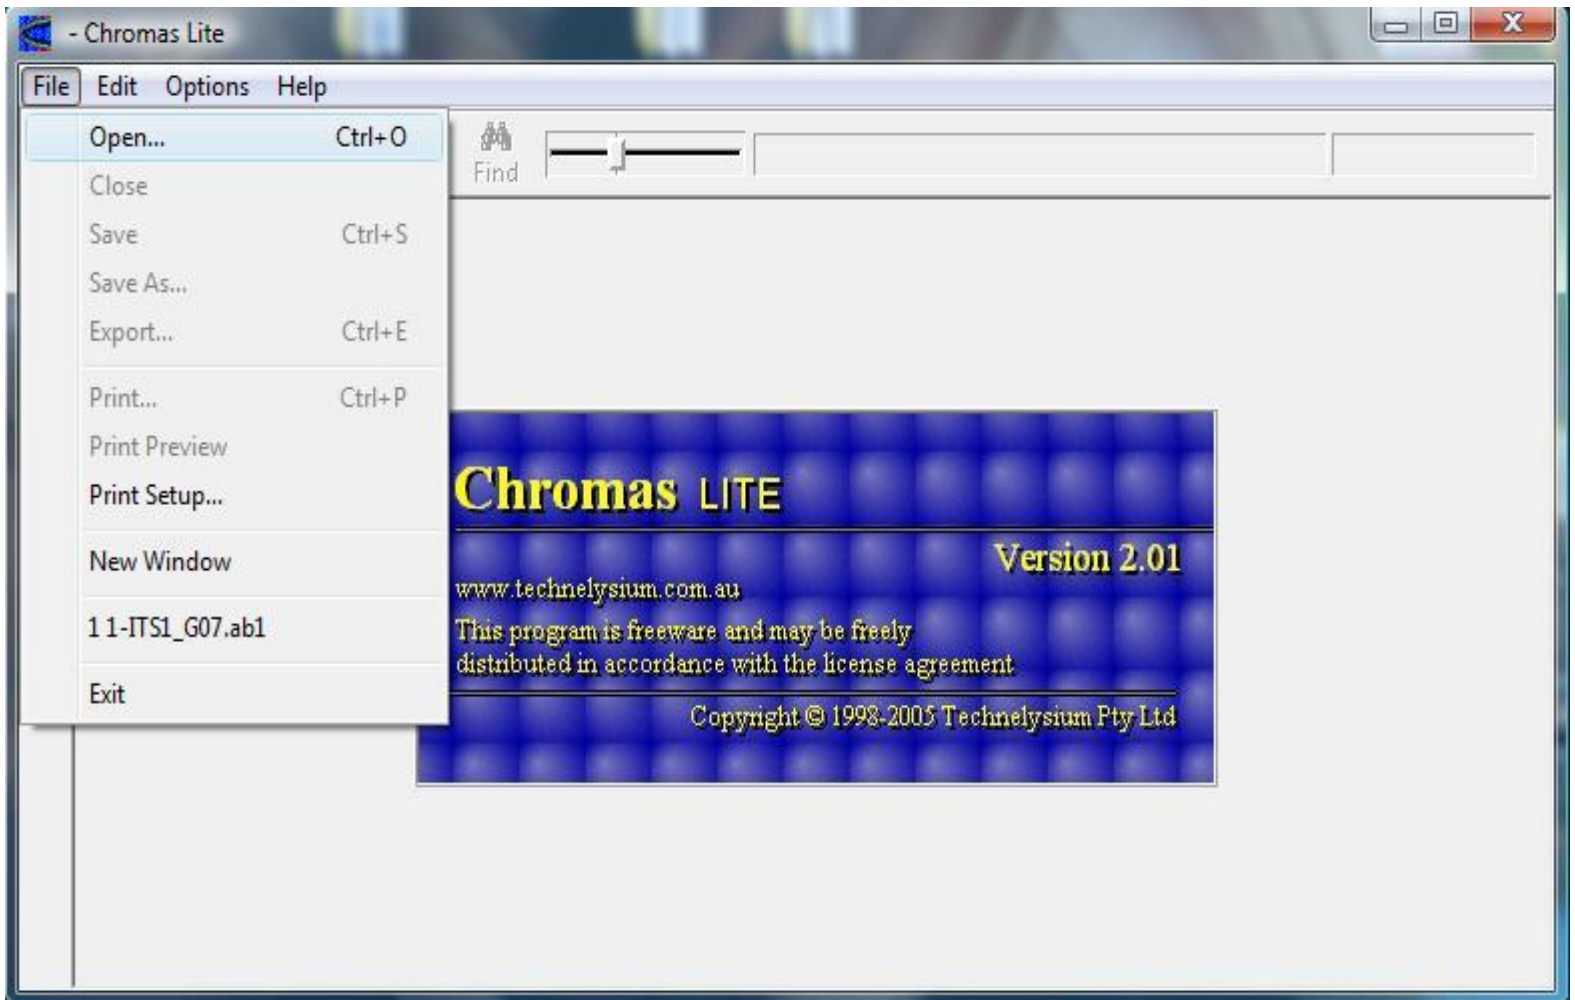 - Chromas Lite
File Edit Options Help
Open... Ctrl+O
Close
Save Ctrl+S
Save As...
Export... Ctrl+E
Print... Ctrl+P
Print Preview
Print Setup...
New Window
1 1-ITS1_G07.ab1
Exit
Find
Chromas LITE
Version 2.01
www.technelysium.com.au
This program is freeware and may be freely
distributed in accordance with the license agreement
Copyright © 1998-2005 Technelysium Pty Ltd